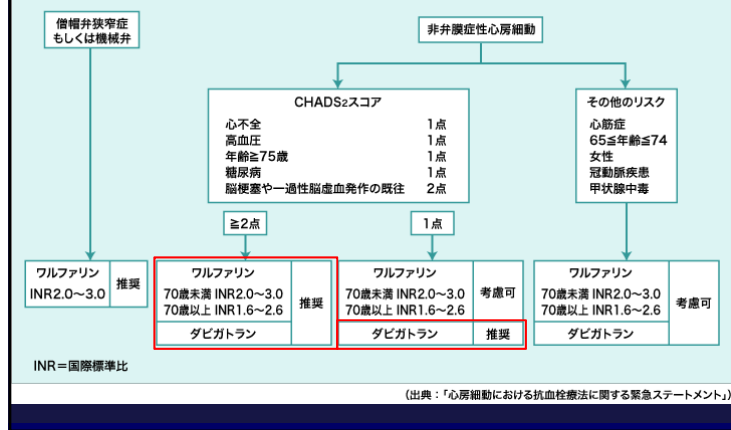 僧帽弁狭窄症
もしくは機械弁
非弁膜症性心房細動
CHADS2スコア
心不全 1点
高血圧 1点
年齢≧75歳 1点
糖尿病 1点
脳梗塞や一過性脳虚血発作の既往 2点
その他のリスク
心筋症
65≦年齢≦74
女性
冠動脈疾患
甲状腺中毒
≧2点
1点
ワルファリン
INR2.0〜3.0
推奨
ワルファリン
70歳未満 INR2.0〜3.0
70歳以上 INR1.6〜2.6
ダビガトラン
推奨
ワルファリン
70歳未満 INR2.0〜3.0
70歳以上 INR1.6〜2.6
考慮可
ダビガトラン
推奨
ワルファリン
70歳未満 INR2.0〜3.0
70歳以上 INR1.6〜2.6
ダビガトラン
考慮可
INR＝国際標準比
(出典：「心房細動における抗血栓療法に関する緊急ステートメント」)